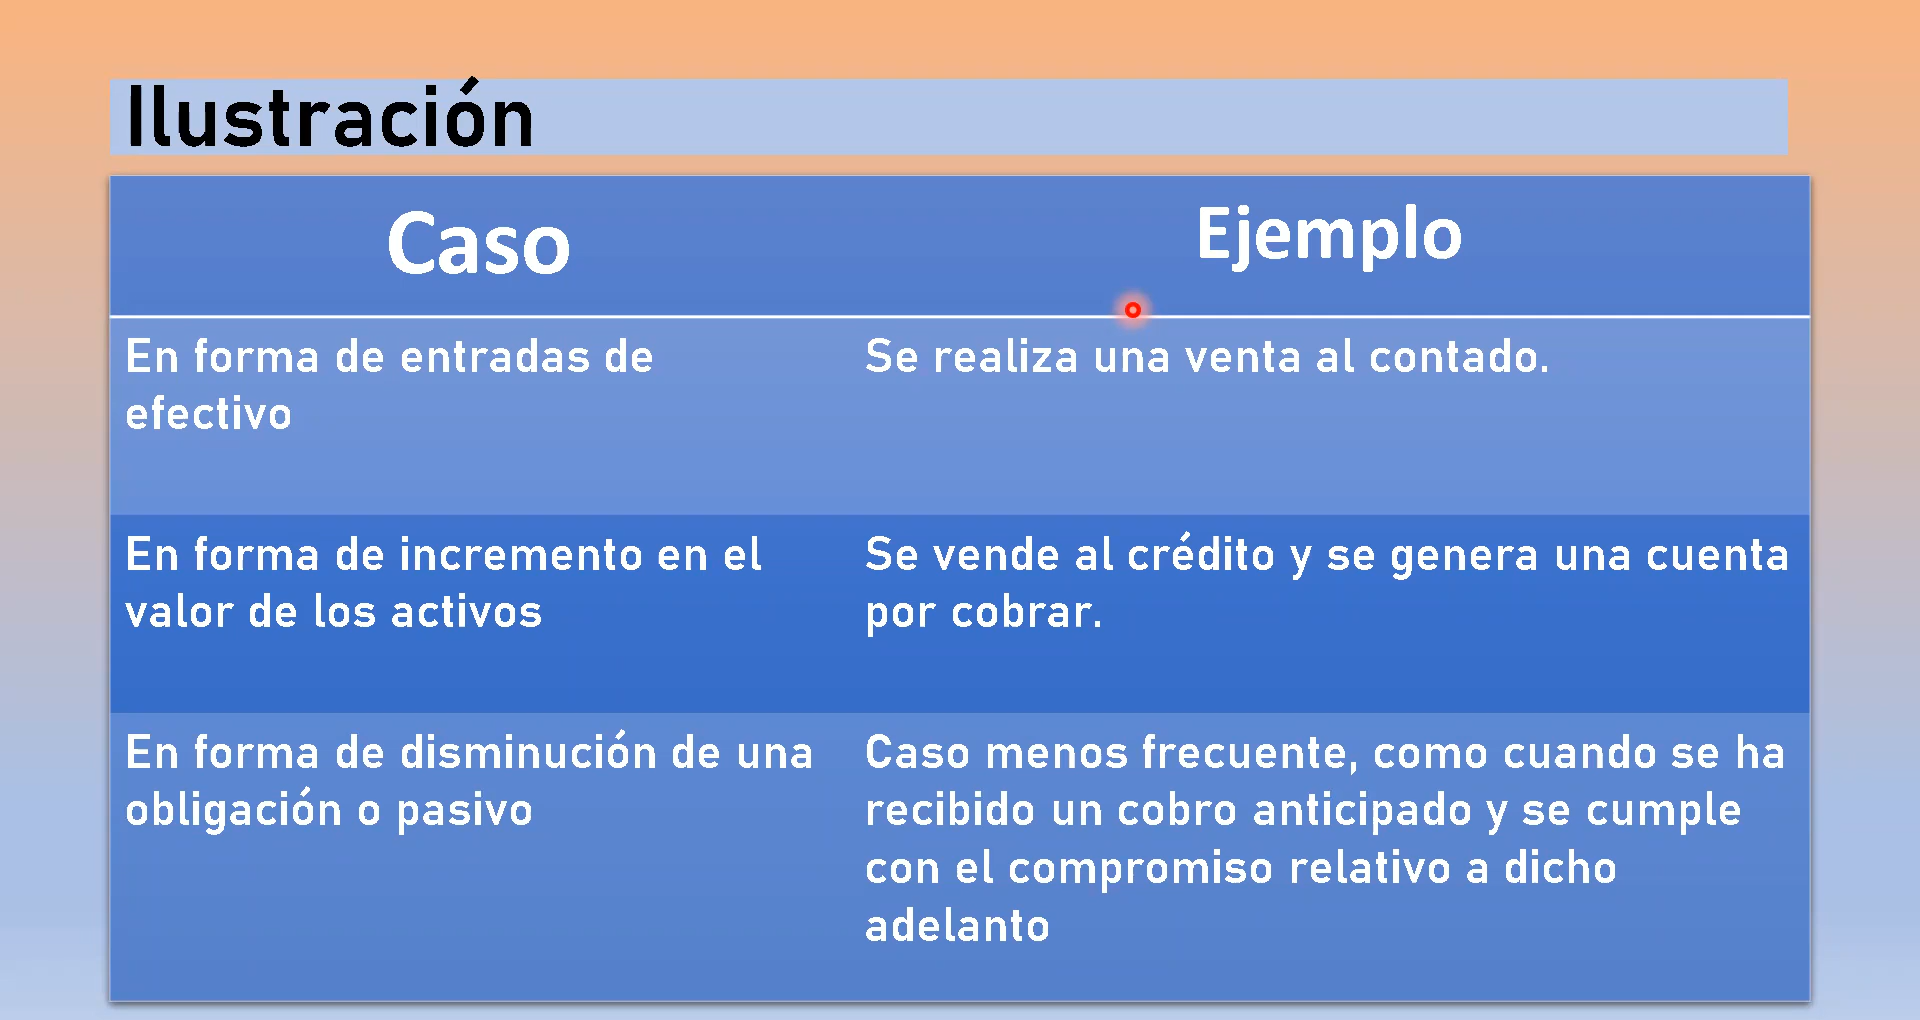 Ilustración
Caso
Ejemplo
En forma de entradas de
efectivo
Se realiza una venta al contado.
En forma de incremento en el
valor de los activos
Se vende al crédito y se genera una cuenta
por cobrar.
En forma de disminución de una
obligación o pasivo
Caso menos frecuente, como cuando se ha
recibido un cobro anticipado y se cumple
con el compromiso relativo a dicho
adelanto